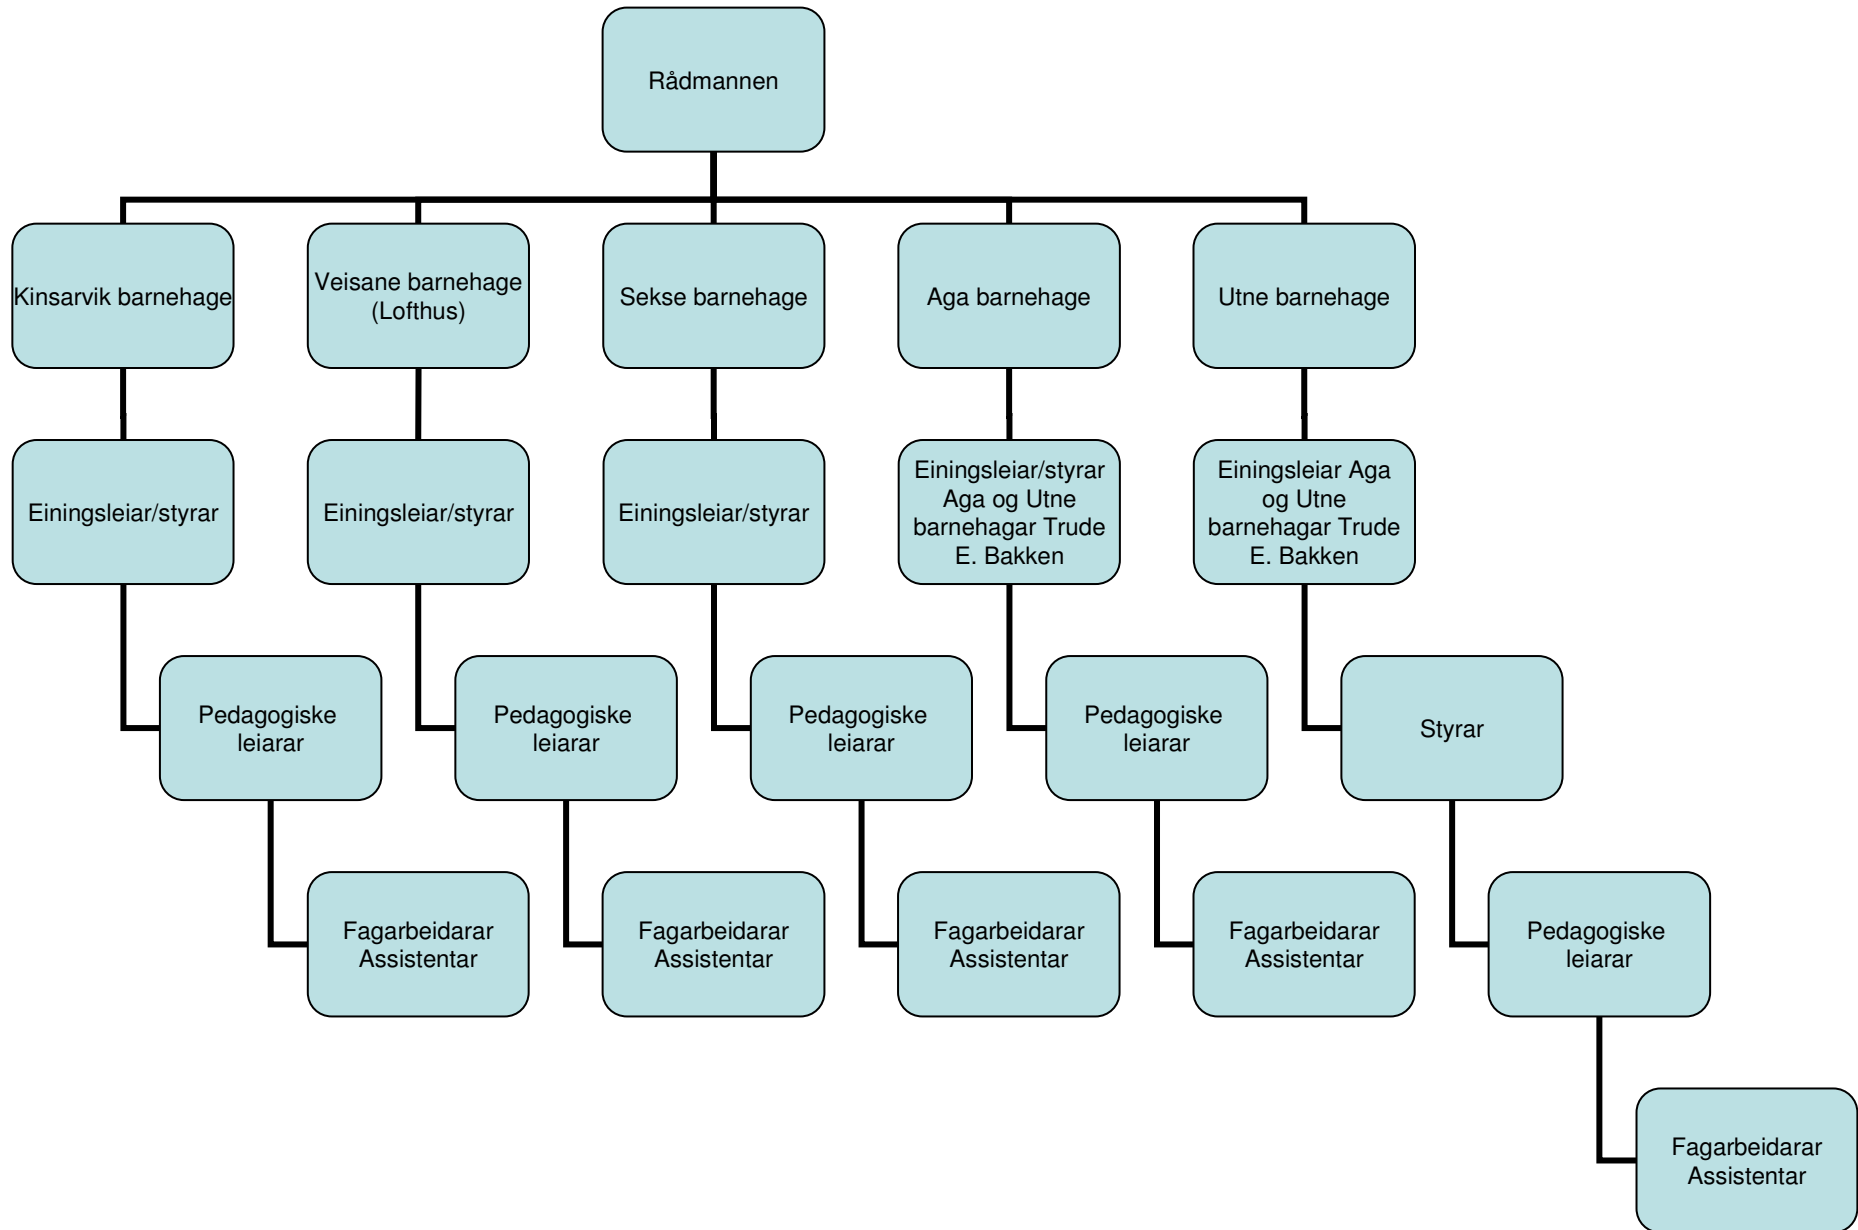 Rådmannen
Kinsarvik barnehage
Veisane barnehage
(Lofthus)
Sekse barnehage
Aga barnehage
Utne barnehage
Einingsleiar/styrar
Einingsleiar/styrar
Einingsleiar/styrar
Einingsleiar/styrar
Aga og Utne
barnehagar Trude
E. Bakken
Einingsleiar Aga
og Utne
barnehagar Trude
E. Bakken
Pedagogiske
leiarar
Pedagogiske
leiarar
Pedagogiske
leiarar
Pedagogiske
leiarar
Styrar
Fagarbeidarar
Assistentar
Fagarbeidarar
Assistentar
Fagarbeidarar
Assistentar
Fagarbeidarar
Assistentar
Pedagogiske
leiarar
Fagarbeidarar
Assistentar